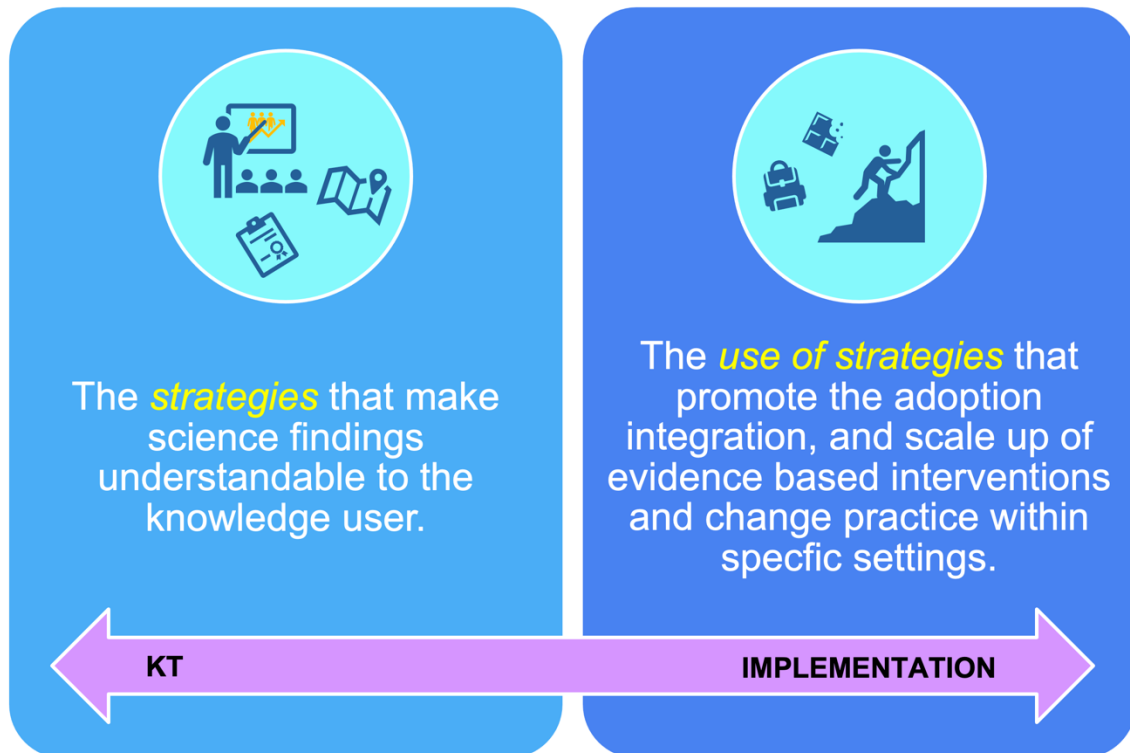 The strategies that make
science findings
understandable to the
knowledge user.
The use of strategies that
promote the adoption
integration, and scale up of
evidence based interventions
and change practice within
specfic settings.
KT
IMPLEMENTATION